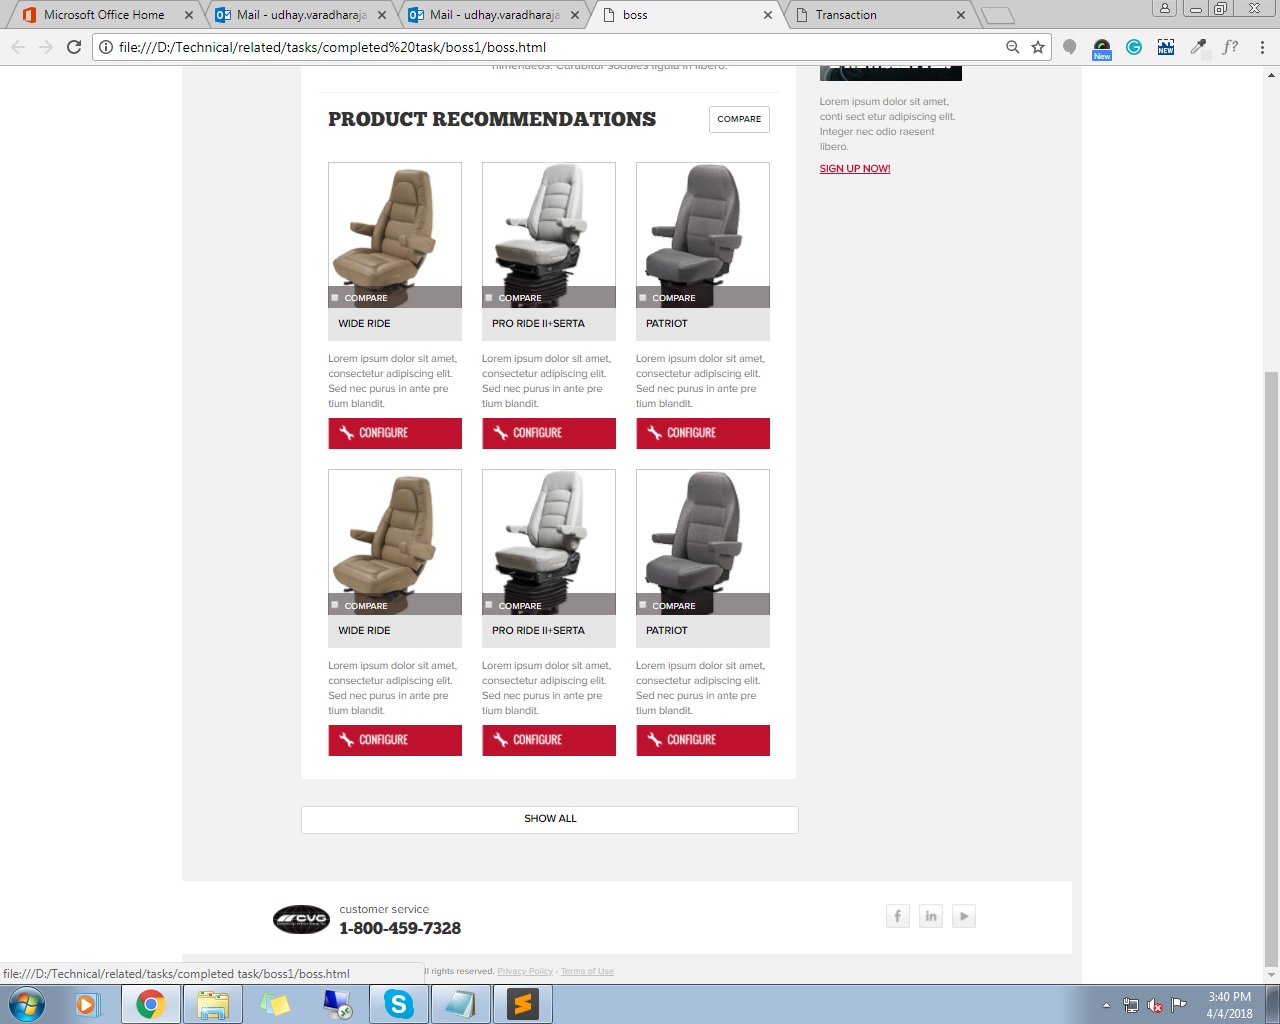 Microsoft Office Home
Mail - udhay.varadharaja
Mail - udhay.varadharaja
boss
Transaction
file:///D:/Technical/related/tasks/completed%20task/boss1/boss.html
New
NEW
f?
himenaeos. Curabitur sodales ligula in libero.
PRODUCT RECOMMENDATIONS
COMPARE
Lorem ipsum dolor sit amet,
conti sect etur adipiscing elit.
Integer nec odio raesent
libero.
SIGN UP NOW!
COMPARE
COMPARE
COMPARE
WIDE RIDE
PRO RIDE II+SERTA
PATRIOT
Lorem ipsum dolor sit amet,
consectetur adipiscing elit.
Sed nec purus in ante pre
tium blandit.
Lorem ipsum dolor sit amet,
consectetur adipiscing elit.
Sed nec purus in ante pre
tium blandit.
Lorem ipsum dolor sit amet,
consectetur adipiscing elit.
Sed nec purus in ante pre
tium blandit.
CONFIGURE
CONFIGURE
CONFIGURE
COMPARE
COMPARE
COMPARE
WIDE RIDE
PRO RIDE II+SERTA
PATRIOT
Lorem ipsum dolor sit amet,
consectetur adipiscing elit.
Sed nec purus in ante pre
tium blandit.
Lorem ipsum dolor sit amet,
consectetur adipiscing elit.
Sed nec purus in ante pre
tium blandit.
Lorem ipsum dolor sit amet,
consectetur adipiscing elit.
Sed nec purus in ante pre
tium blandit.
CONFIGURE
CONFIGURE
CONFIGURE
SHOW ALL
CVG
customer service
1-800-459-7328
f
in
file:///D:/Technical/related/tasks/completed task/boss1/boss.html
ll rights reserved. Privacy Policy - Terms of Use
3:40 PM
4/4/2018